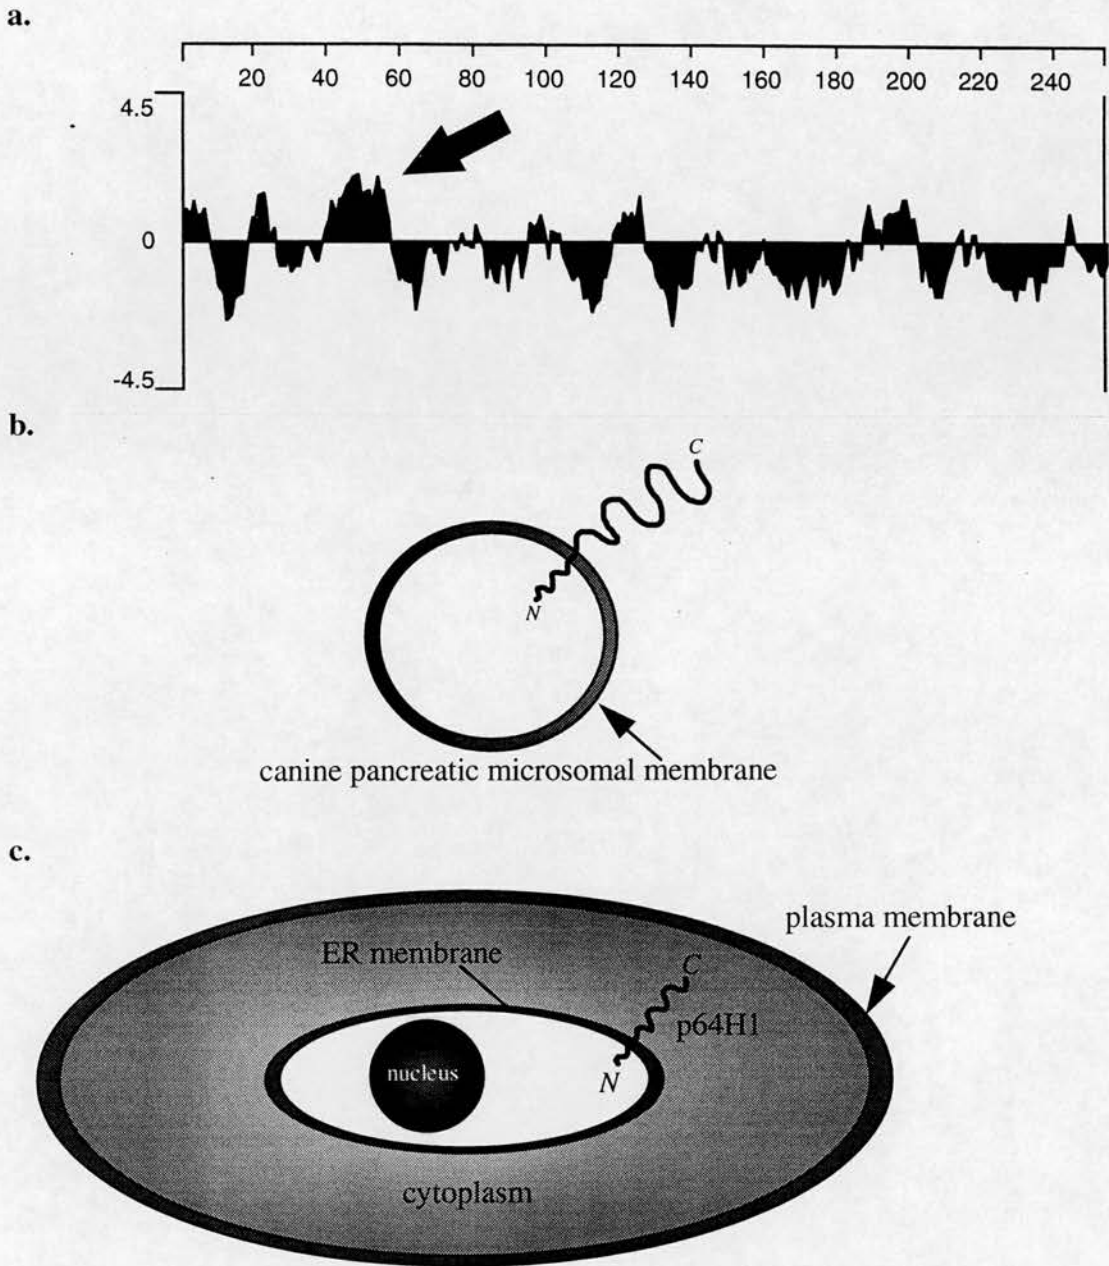 a.
20 40 60 80 100 120 140 160 180 200 220 240
4.5
0
-4.5
b.
C
N
canine pancreatic microsomal membrane
c.
plasma membrane
ER membrane
C
p64H1
nucleus
N
cytoplasm